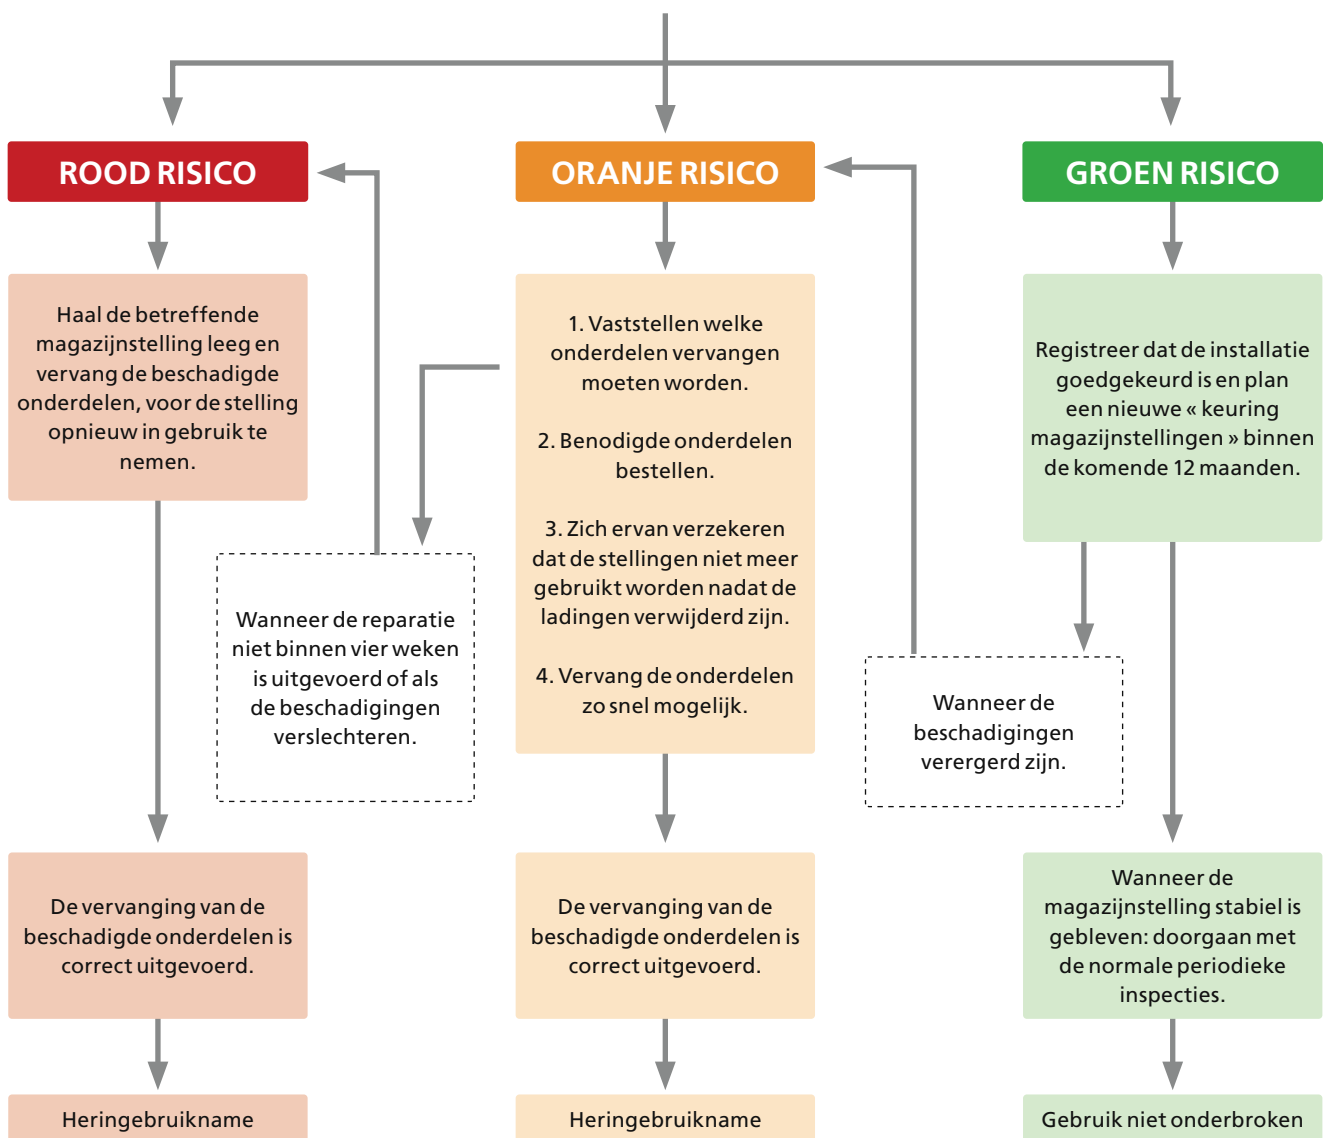 ROOD RISICO
ORANJE RISICO
GROEN RISICO
Haal de betreffende
magazijnstelling leeg en
vervang de beschadigde
onderdelen, voor de stelling
opnieuw in gebruik te
nemen.
1. Vaststellen welke
onderdelen vervangen
moeten worden.
2. Benodigde onderdelen
bestellen.
3. Zich ervan verzekeren
dat de stellingen niet meer
gebruikt worden nadat de
ladingen verwijderd zijn.
4. Vervang de onderdelen
zo snel mogelijk.
Registreer dat de installatie
goedgekeurd is en plan
een nieuwe « keuring
magazijnstellingen » binnen
de komende 12 maanden.
Wanneer de reparatie
niet binnen vier weken
is uitgevoerd of als
de beschadigingen
verslechteren.
Wanneer de
beschadigingen
verergerd zijn.
De vervanging van de
beschadigde onderdelen is
correct uitgevoerd.
De vervanging van de
beschadigde onderdelen is
correct uitgevoerd.
Wanneer de
magazijnstelling stabiel is
gebleven: doorgaan met
de normale periodieke
inspecties.
Heringebruikname
Heringebruikname
Gebruik niet onderbroken